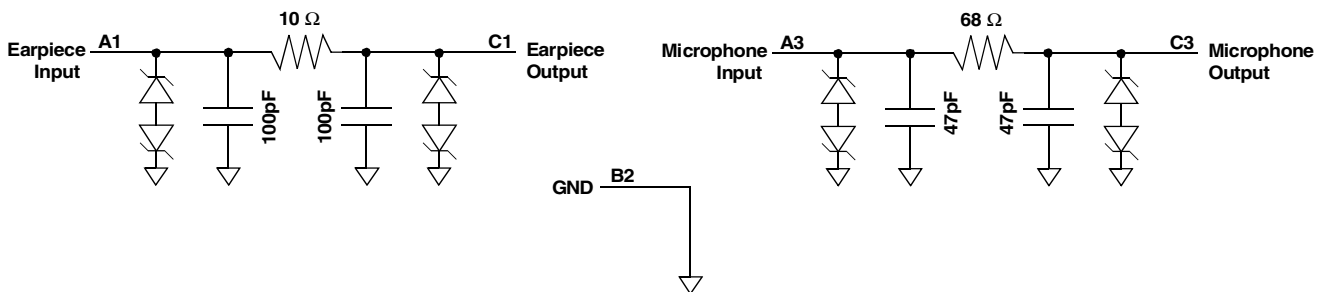 10 Ω
Earpiece
Input
A1
C1
Earpiece
Output
100pF
100pF
68 Ω
Microphone
Input
A3
C3
Microphone
Output
47pF
47pF
GND
B2